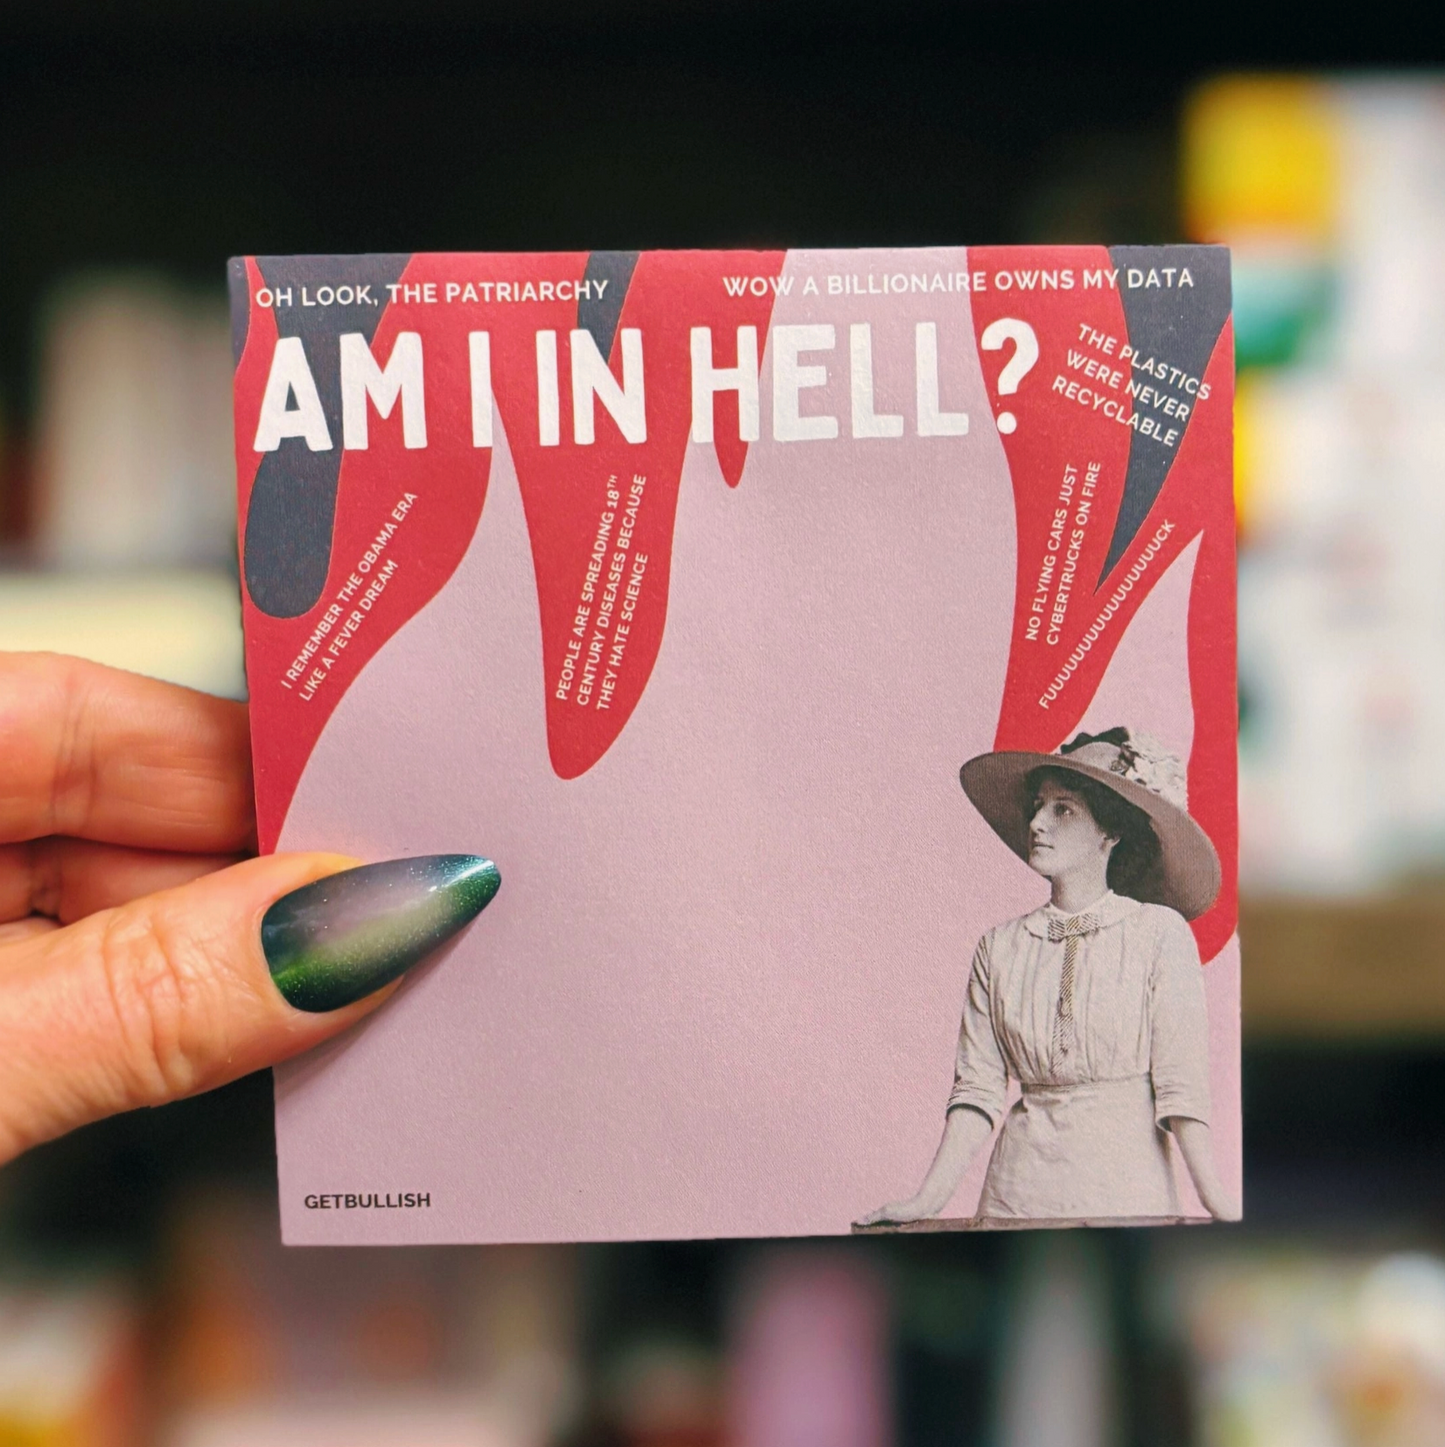 OH LOOK, THE PATRIARCHY
WOW A BILLIONAIRE OWNS MY DATA
AM I IN HELL?
THE PLASTICS
WERE NEVER
RECYCLABLE
I REMEMBER THE OBAMA ERA
LIKE A FEVER DREAM
PEOPLE ARE SPREADING 18TH
CENTURY DISEASES BECAUSE
THEY HATE SCIENCE
NO FLYING CARS JUST
CYBERTRUCKS ON FIRE
FUUUUUUUUUUUUUUUUCK
GETBULLISH